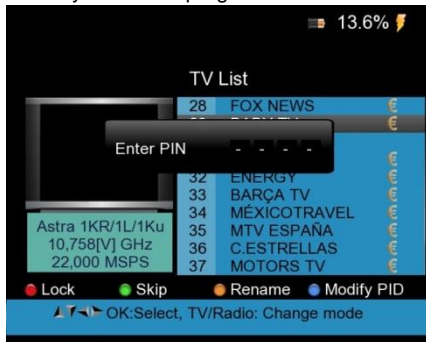 13.6%
TV List
28 FOX NEWS €
Enter PIN - - - -
32 ENERGY €
33 BARÇA TV €
34 MÉXICOTRAVEL €
35 MTV ESPAÑA €
36 C.ESTRELLAS €
37 MOTORS TV €
Astra 1KR/1L/1Ku
10,758[V] GHz
22,000 MSPS
Lock Skip Rename Modify PID
OK:Select, TV/Radio: Change mode